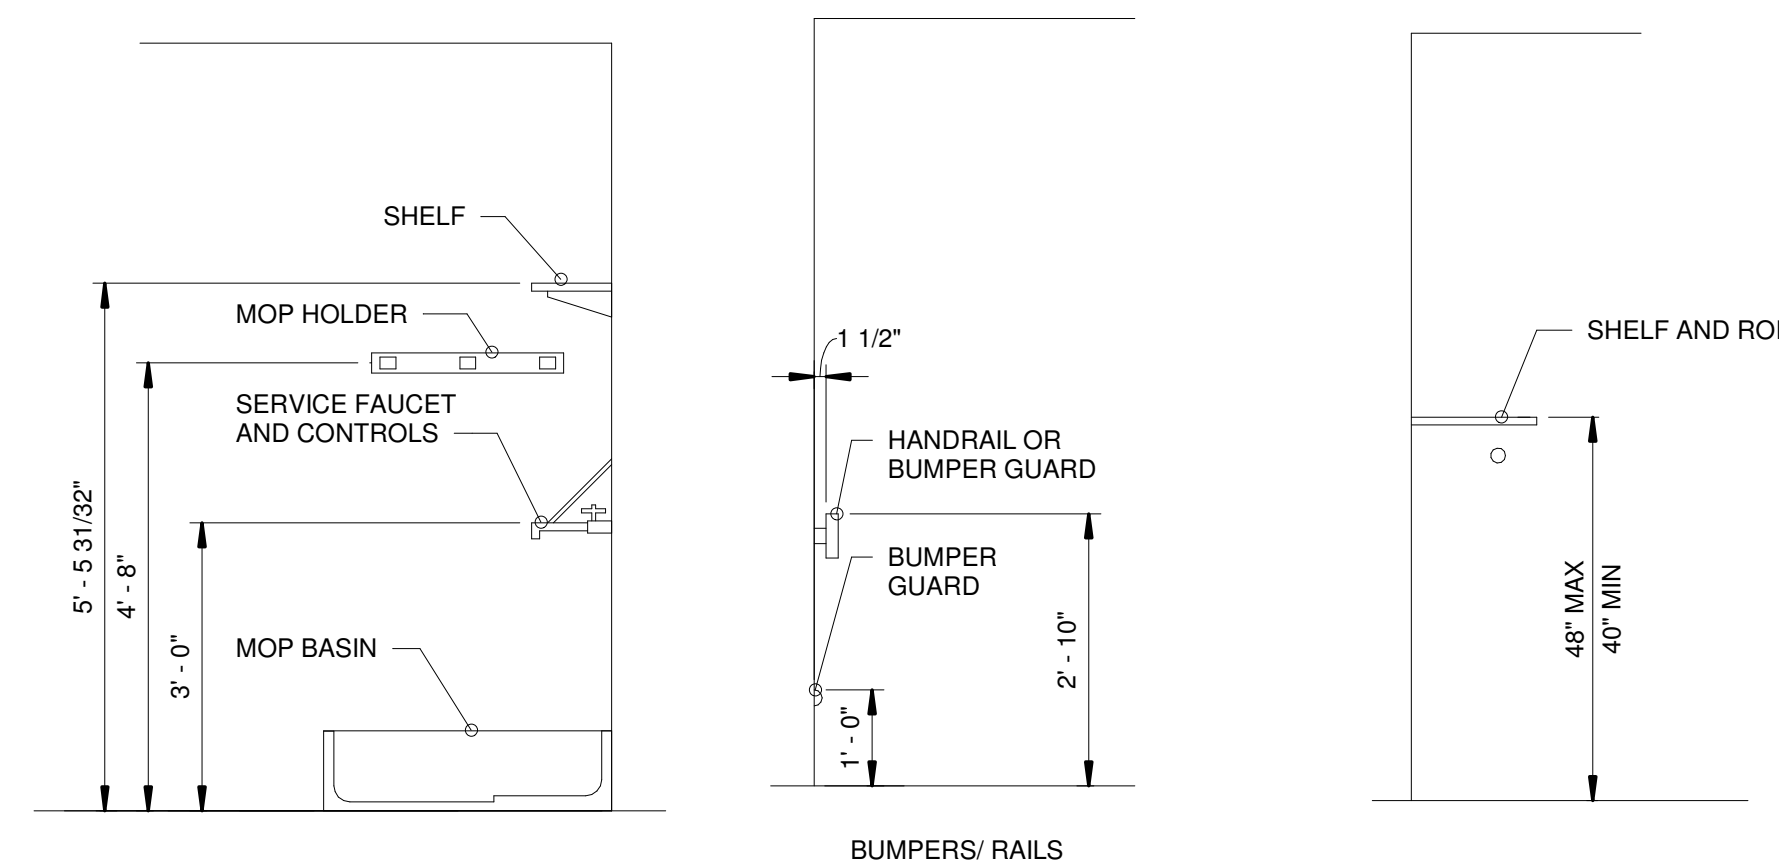 SHELF
MOP HOLDER
SERVICE FAUCET
AND CONTROLS
MOP BASIN
5' - 5 31/32"
4' - 8"
3' - 0"
1 1/2"
HANDRAIL OR
BUMPER GUARD
BUMPER
GUARD
1' - 0"
2' - 10"
BUMPERS/ RAILS
SHELF AND
48" MAX
40" MIN